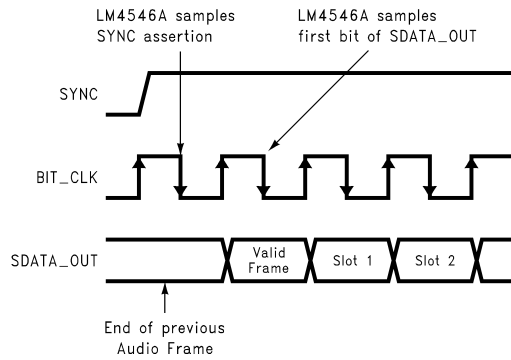 LM4546A samples
SYNC assertion
LM4546A samples
first bit of SDATA_OUT
SYNC
BIT_CLK
SDATA_OUT
Valid
Frame
Slot 1
Slot 2
End of previous
Audio Frame